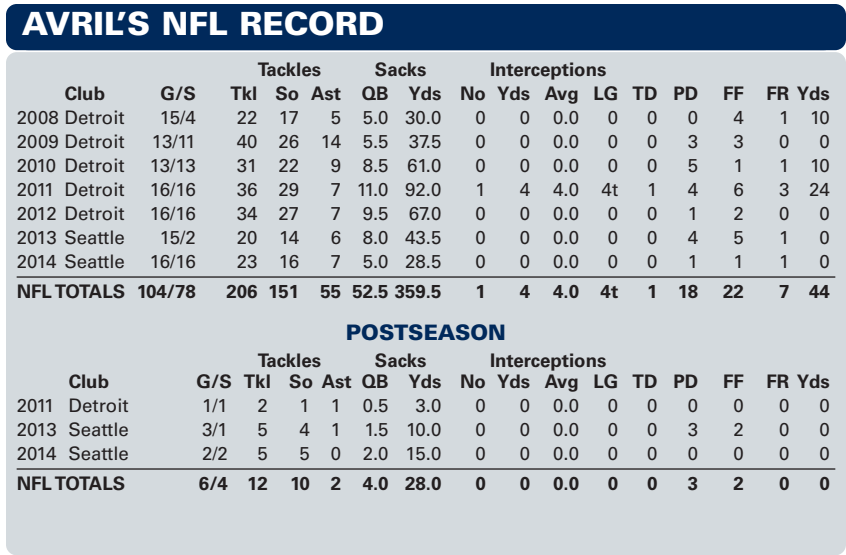 AVRIL'S NFL RECORD
Tackles Sacks Interceptions
Club G/S Tkl So Ast QB Yds No Yds Avg LG TD PD FF FR Yds
2008 Detroit 15/4 22 17 5 5.0 30.0 0 0 0.0 0 0 0 4 1 10
2009 Detroit 13/11 40 26 14 5.5 37.5 0 0 0.0 0 0 3 3 0 0
2010 Detroit 13/13 31 22 9 8.5 61.0 0 0 0.0 0 0 5 1 1 10
2011 Detroit 16/16 36 29 7 11.0 92.0 1 4 4.0 4t 1 4 6 3 24
2012 Detroit 16/16 34 27 7 9.5 67.0 0 0 0.0 0 0 1 2 0 0
2013 Seattle 15/2 20 14 6 8.0 43.5 0 0 0.0 0 0 4 5 1 0
2014 Seattle 16/16 23 16 7 5.0 28.5 0 0 0.0 0 0 1 1 1 0
NFL TOTALS 104/78 206 151 55 52.5 359.5 1 4 4.0 4t 1 18 22 7 44
POSTSEASON
Tackles Sacks Interceptions
Club G/S Tkl So Ast QB Yds No Yds Avg LG TD PD FF FR Yds
2011 Detroit 1/1 2 1 1 0.5 3.0 0 0 0.0 0 0 0 0 0 0
2013 Seattle 3/1 5 4 1 1.5 10.0 0 0 0.0 0 0 3 2 0 0
2014 Seattle 2/2 5 5 0 2.0 15.0 0 0 0.0 0 0 0 0 0 0
NFL TOTALS 6/4 12 10 2 4.0 28.0 0 0 0.0 0 0 3 2 0 0